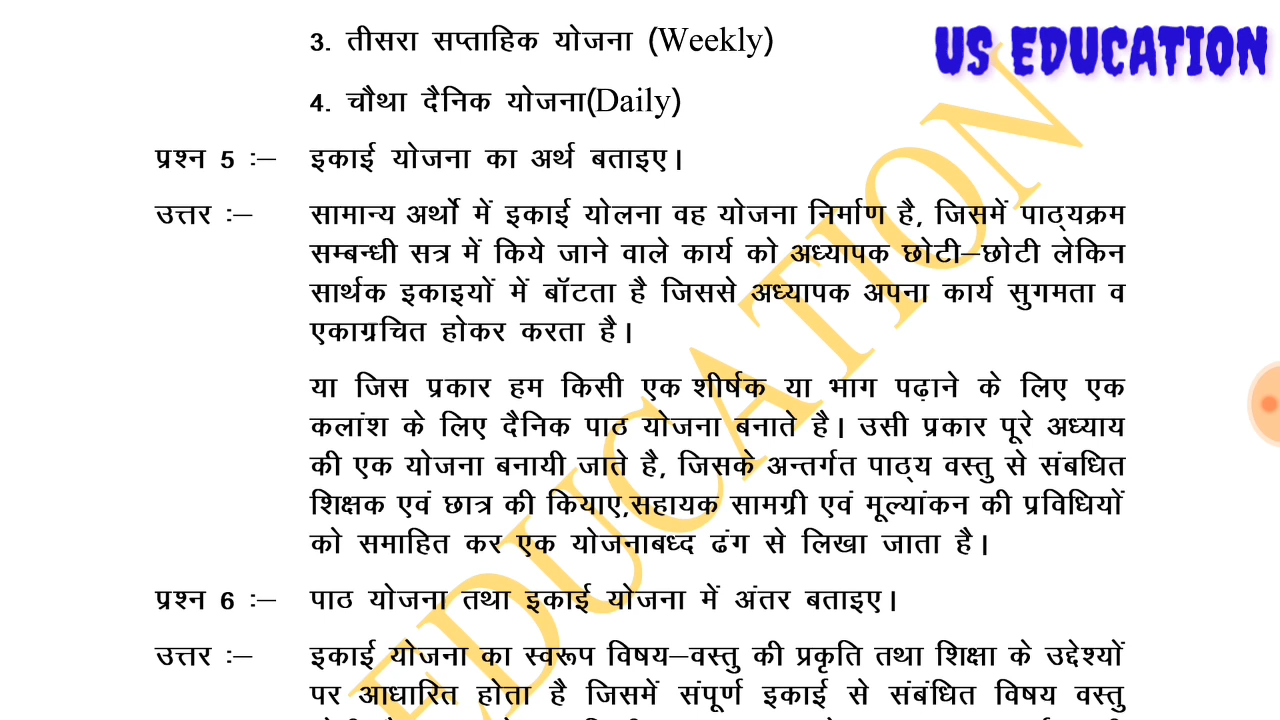 3. तीसरा सप्ताहिक योजना (Weekly)
US EDUCATION
4. चौथा दैनिक योजना(Daily)
प्रश्न 5 :– इकाई योजना का अर्थ बताइए।
उत्तर :– सामान्य अर्थो में इकाई योलना वह योजना निर्माण है, जिसमें पाठ्यक्रम
सम्बन्धी सत्र में किये जाने वाले कार्य को अध्यापक छोटी–छोटी लेकिन
सार्थक इकाइयों में बॉटता है जिससे अध्यापक अपना कार्य सुगमता व
एकाग्रचित होकर करता है।
या जिस प्रकार हम किसी एक शीर्षक या भाग पढ़ाने के लिए एक
कलांश के लिए दैनिक पाठ योजना बनाते है। उसी प्रकार पूरे अध्याय
की एक योजना बनायी जाते है, जिसके अन्तर्गत पाठ्य वस्तु से संबधित
शिक्षक एवं छात्र की कियाए,सहायक सामग्री एवं मूल्यांकन की प्रविधियों
को समाहित कर एक योजनाबध्द ढंग से लिखा जाता है।
प्रश्न 6 :– पाठ योजना तथा इकाई योजना में अंतर बताइए।
उत्तर :– इकाई योजना का स्वरूप विषय–वस्तु की प्रकृति तथा शिक्षा के उद्देश्यों
पर आधारित होता है जिसमें संपूर्ण इकाई से संबंधित विषय वस्तु
EDUCATION